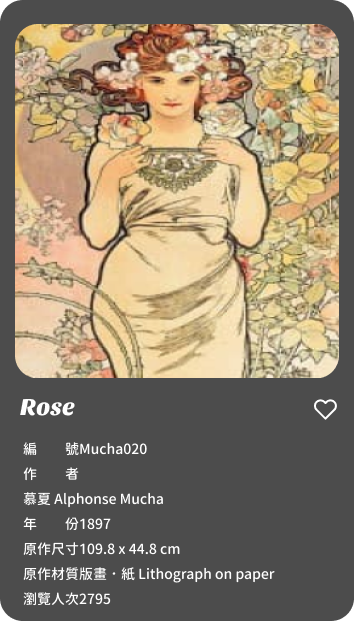 Rose
編　　號Mucha020
作　　者
慕夏 Alphonse Mucha
年　　份1897
原作尺寸109.8 x 44.8 cm
原作材質版畫・紙 Lithograph on paper
瀏覽人次2795